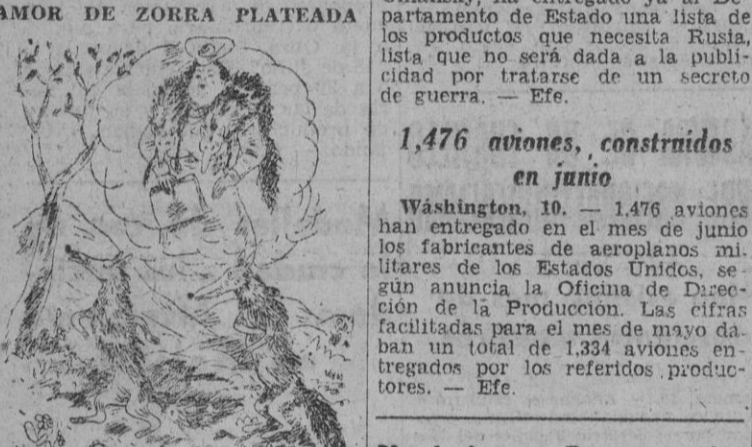 AMOR DE ZORRA PLATEADA
partamento de Estado una lista de
los productos que necesita Rusia,
lista que no será dada a la publi-
cidad por tratarse de un secreto
de guerra. — Efe.
1,476 aviones, construidos
en junio
Wáshington, 10. — 1.476 aviones
han entregado en el mes de junio
los fabricantes de aeroplanos mi-
litares de los Estados Unidos, se-
gún anuncia la Oficina de Direc-
ción de la Producción. Las cifras
facilitadas para el mes de mayo da-
ban un total de 1,334 aviones en-
tregados por los referidos produc-
tores. — Efe.